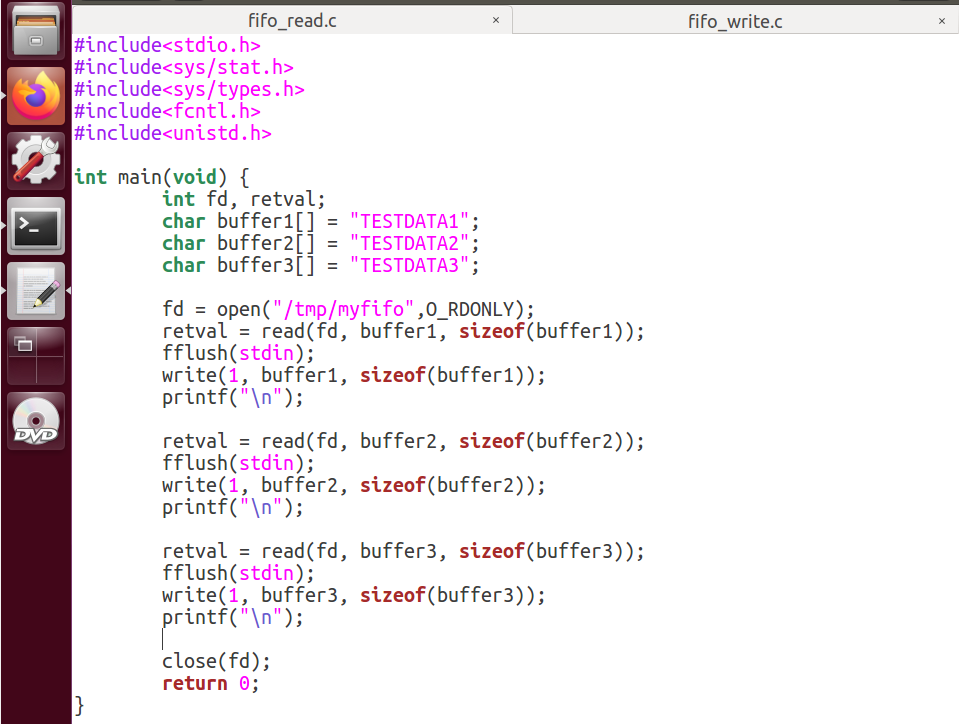 fifo_read.c × fifo_write.c ×
#include<stdio.h>
#include<sys/stat.h>
#include<sys/types.h>
#include<fcntl.h>
#include<unistd.h>

int main(void) {
        int fd, retval;
        char buffer1[] = "TESTDATA1";
        char buffer2[] = "TESTDATA2";
        char buffer3[] = "TESTDATA3";

        fd = open("/tmp/myfifo",O_RDONLY);
        retval = read(fd, buffer1, sizeof(buffer1));
        fflush(stdin);
        write(1, buffer1, sizeof(buffer1));
        printf("\n");

        retval = read(fd, buffer2, sizeof(buffer2));
        fflush(stdin);
        write(1, buffer2, sizeof(buffer2));
        printf("\n");

        retval = read(fd, buffer3, sizeof(buffer3));
        fflush(stdin);
        write(1, buffer3, sizeof(buffer3));
        printf("\n");

        close(fd);
        return 0;
}
>_
DVD